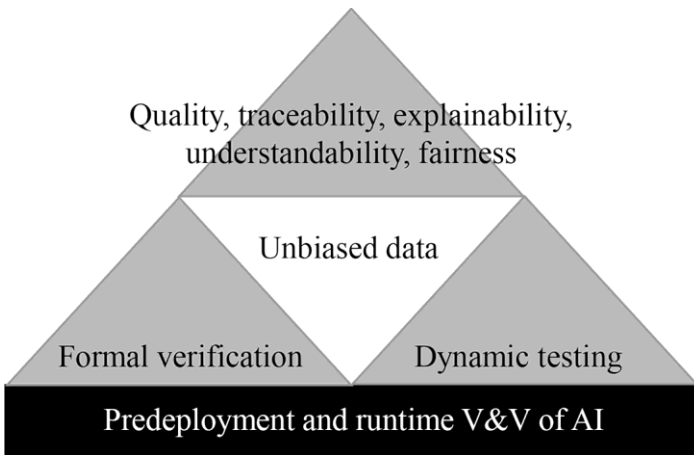 Quality, traceability, explainability,
understandability, fairness
Unbiased data
Formal verification
Dynamic testing
Predeployment and runtime V&V of AI